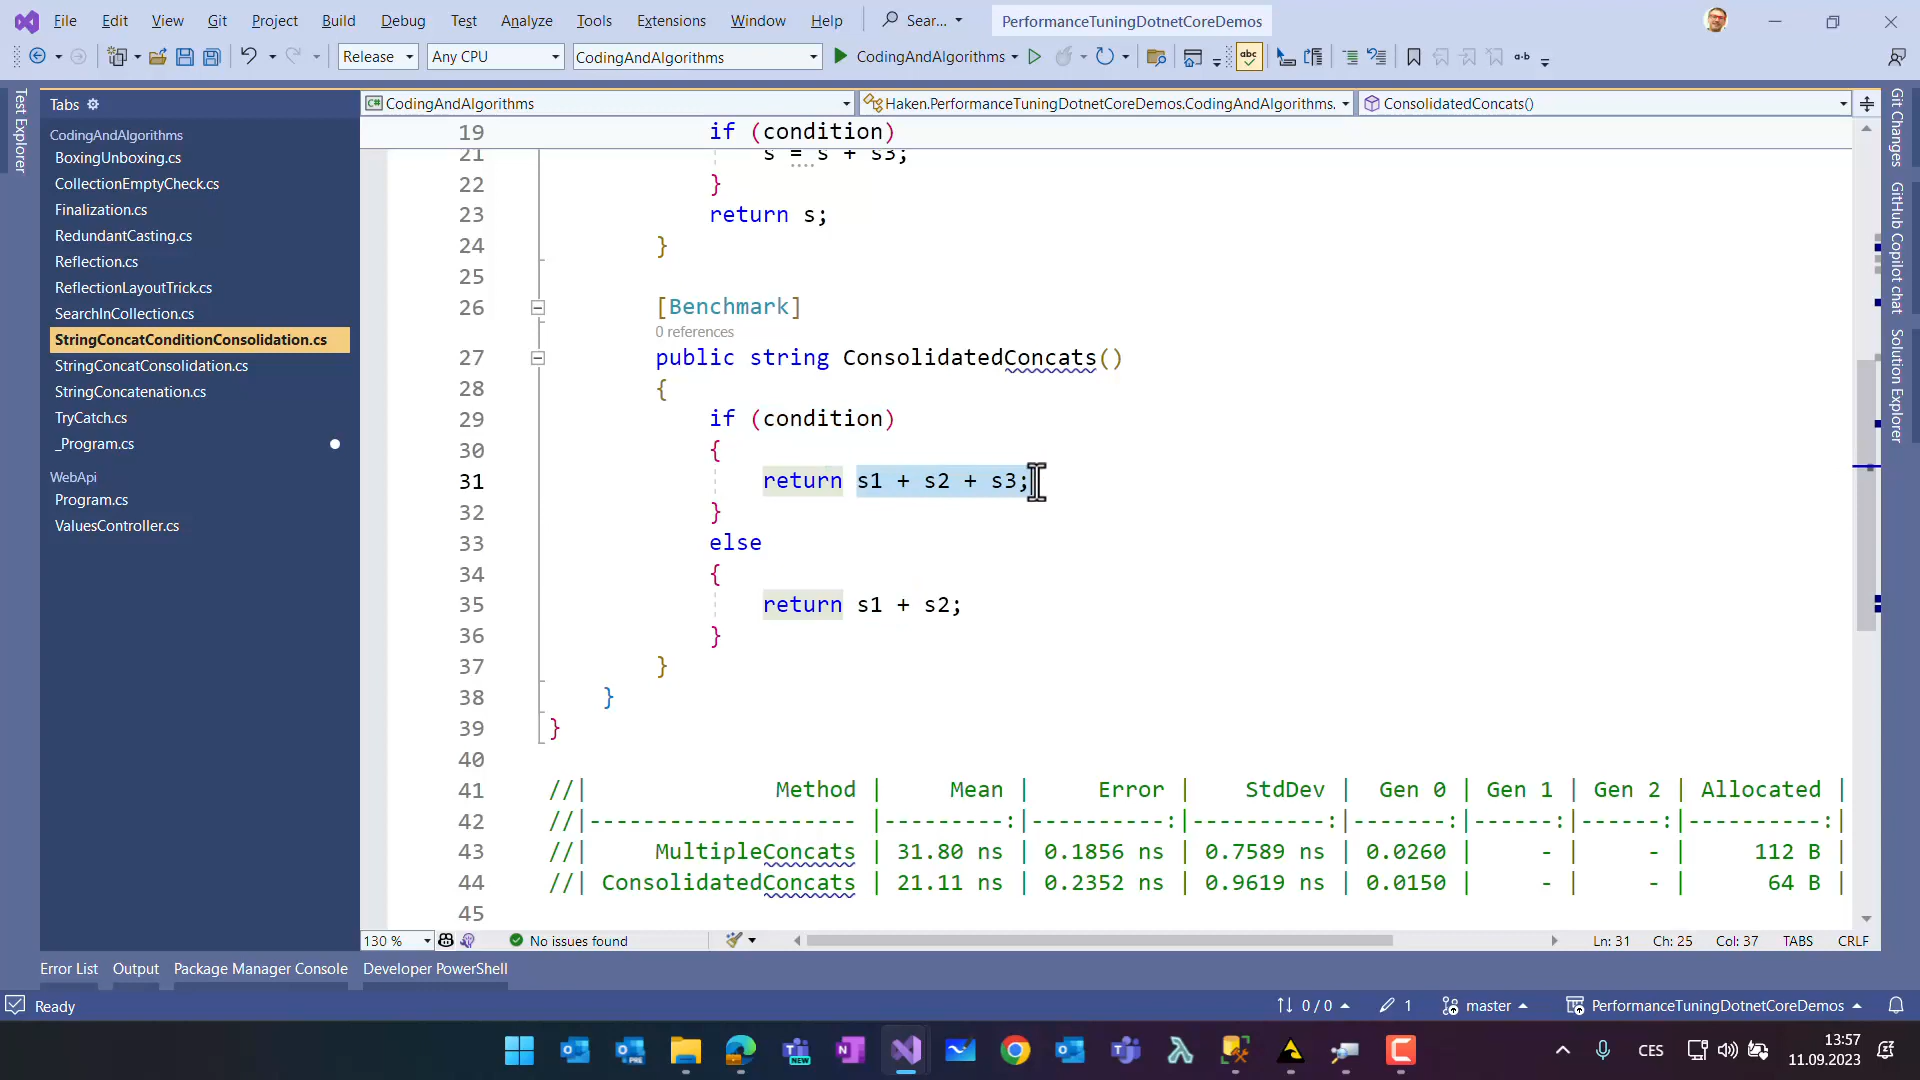 File Edit View Git Project Build Debug Test Analyze Tools Extensions Window Help Sear... PerformanceTuningDotnetCoreDemos
Release Any CPU CodingAndAlgorithms CodingAndAlgorithms
Test Explorer
Tabs
CodingAndAlgorithms
BoxingUnboxing.cs
CollectionEmptyCheck.cs
Finalization.cs
RedundantCasting.cs
Reflection.cs
ReflectionLayoutTrick.cs
SearchInCollection.cs
StringConcatConditionConsolidation.cs
StringConcatConsolidation.cs
StringConcatenation.cs
TryCatch.cs
_Program.cs
WebApi
Program.cs
ValuesController.cs
CodingAndAlgorithms Haken.PerformanceTuningDotnetCoreDemos.CodingAndAlgorithms. ConsolidatedConcats()
19 if (condition)
21 s = s + s3;
22 }
23 return s;
24 }
25
26 [Benchmark]
0 references
27 public string ConsolidatedConcats()
28 {
29 if (condition)
30 {
31 return s1 + s2 + s3;
32 }
33 else
34 {
35 return s1 + s2;
36 }
37 }
38 }
39 }
40
41 //| Method | Mean | Error | StdDev | Gen 0 | Gen 1 | Gen 2 | Allocated |
42 //|-------------------- |---------:|----------:|----------:|-------:|------:|------:|----------:|
43 //| MultipleConcats | 31.80 ns | 0.1856 ns | 0.7589 ns | 0.0260 | - | - | 112 B |
44 //| ConsolidatedConcats | 21.11 ns | 0.2352 ns | 0.9619 ns | 0.0150 | - | - | 64 B |
45
Git Changes
GitHub Copilot chat
Solution Explorer
130 % No issues found Ln: 31 Ch: 25 Col: 37 TABS CRLF
Error List Output Package Manager Console Developer PowerShell
Ready 0 / 0 1 master PerformanceTuningDotnetCoreDemos
CES 13:57
11.09.2023